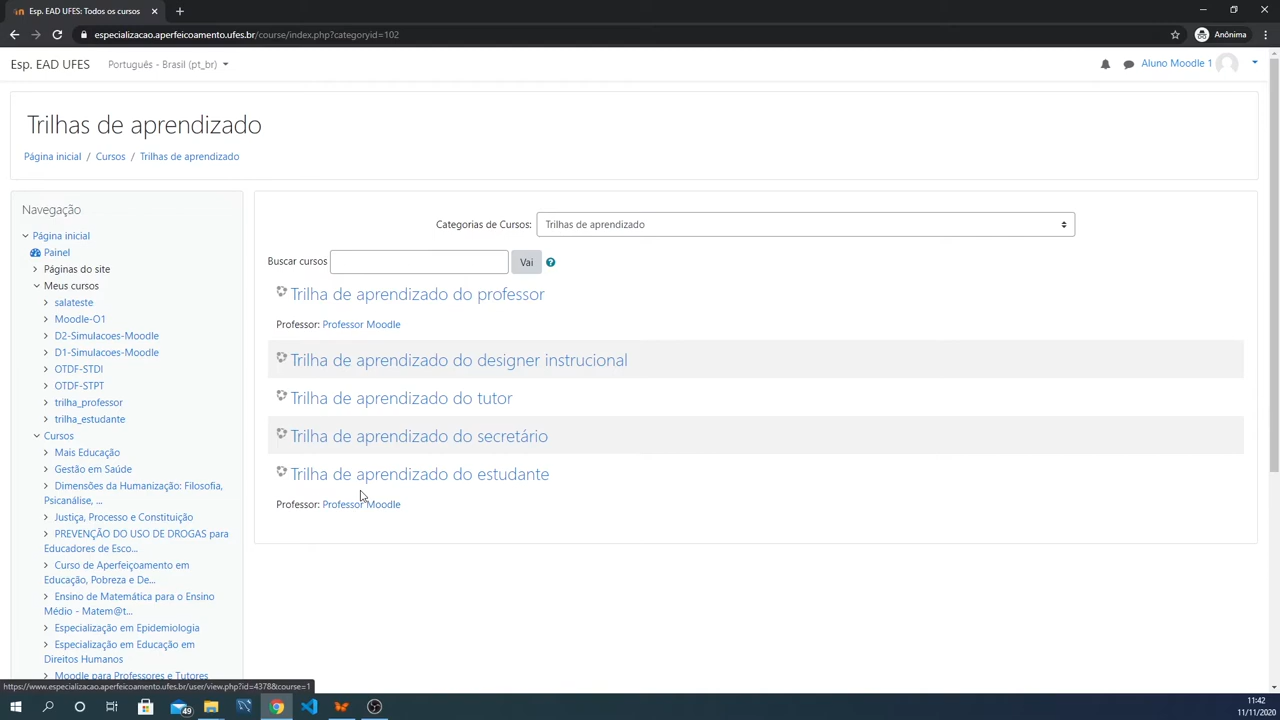 Esp. EAD UFES: Todos os cursos
especializacao.aperfeicoamento.ufes.br/course/index.php?categoryid=102
Anônima
Esp. EAD UFES
Português - Brasil (pt_br)
Aluno Moodle 1
Trilhas de aprendizado
Página inicial / Cursos / Trilhas de aprendizado
Navegação
Página inicial
Painel
Páginas do site
Meus cursos
salateste
Moodle-O1
D2-Simulacoes-Moodle
D1-Simulacoes-Moodle
OTDF-STDI
OTDF-STPT
trilha_professor
trilha_estudante
Cursos
Mais Educação
Gestão em Saúde
Dimensões da Humanização: Filosofia,
Psicanálise, ...
Justiça, Processo e Constituição
PREVENÇÃO DO USO DE DROGAS para
Educadores de Esco...
Curso de Aperfeiçoamento em
Educação, Pobreza e De...
Ensino de Matemática para o Ensino
Médio - Matem@t...
Especialização em Epidemiologia
Especialização em Educação em
Direitos Humanos
Moodle para Professores e Tutores
Categorias de Cursos: Trilhas de aprendizado
Buscar cursos Vai
Trilha de aprendizado do professor
Professor: Professor Moodle
Trilha de aprendizado do designer instrucional
Trilha de aprendizado do tutor
Trilha de aprendizado do secretário
Trilha de aprendizado do estudante
Professor: Professor Moodle
https://www.especializacao.aperfeicoamento.ufes.br/user/view.php?id=4378&course=1
49
11:42
11/11/2020